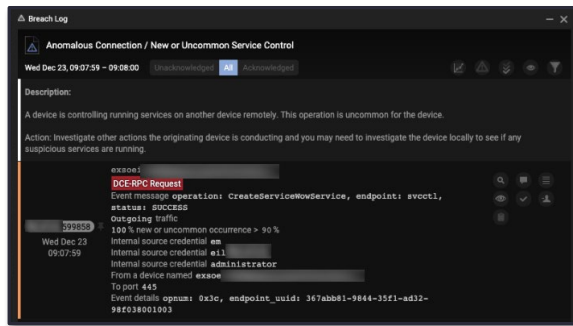 Breach Log
Anomalous Connection / New or Uncommon Service Control
Wed Dec 23, 09:07:59 – 09:08:00 Unacknowledged All Acknowledged
Description:
A device is controlling running services on another device remotely. This operation is uncommon for the device.
Action: Investigate other actions the originating device is conducting and you may need to investigate the device locally to see if any
suspicious services are running.
exsoei
DCE-RPC Request
Event message operation: CreateServiceWowService, endpoint: svcctl,
status: SUCCESS
Outgoing traffic
100 % new or uncommon occurrence > 90 %
Internal source credential em
Internal source credential eil
Internal source credential administrator
From a device named exsoe
To port 445
Event details opnum: 0x3c, endpoint_uuid: 367abb81-9844-35f1-ad32-
98f038001003
599858
Wed Dec 23
09:07:59